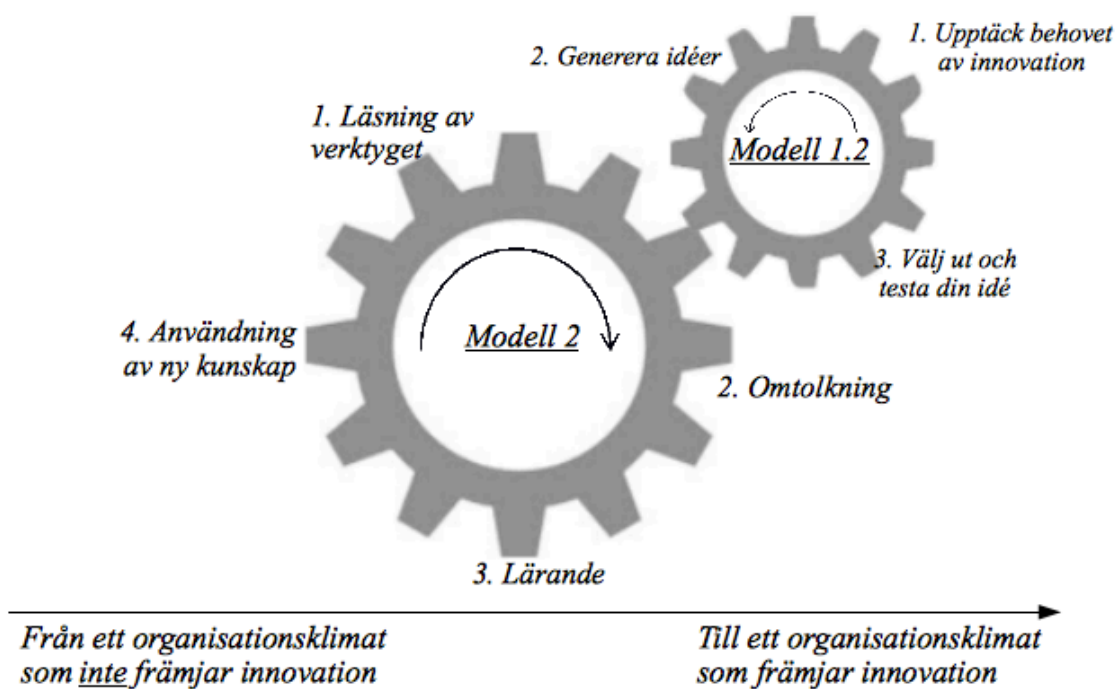 1. Upptäck behovet
av innovation
2. Generera idéer
Modell 1.2
3. Välj ut och
testa din idé
1. Läsning av
verktyget
Modell 2
2. Omtolkning
3. Lärande
4. Användning
av ny kunskap
Från ett organisationsklimat
som inte främjar innovation
Till ett organisationsklimat
som främjar innovation